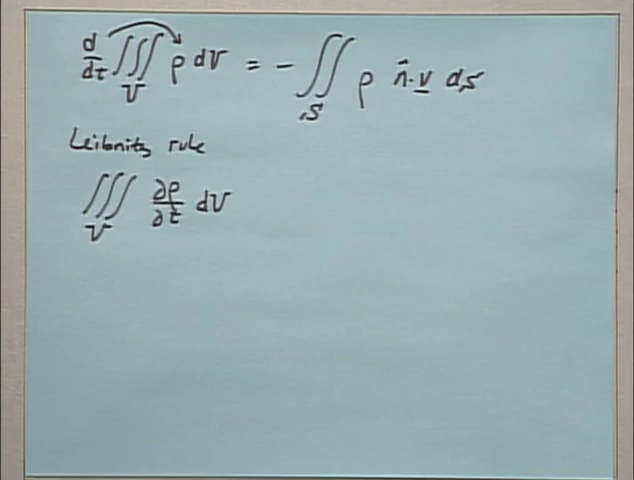 d/dt ∭_V ρ dV = - ∬_S ρ n̂·v̲ dS
Leibnitz rule
∭_V ∂ρ/∂t dV